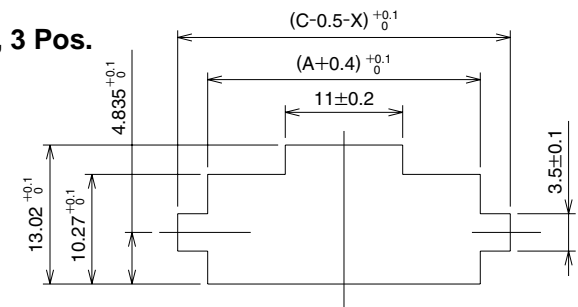 (C-0.5-X) +0.1 0
, 3 Pos.
(A+0.4) +0.1 0
11±0.2
4.835 +0.1 0
13.02 +0.1 0
10.27 +0.1 0
3.5±0.1